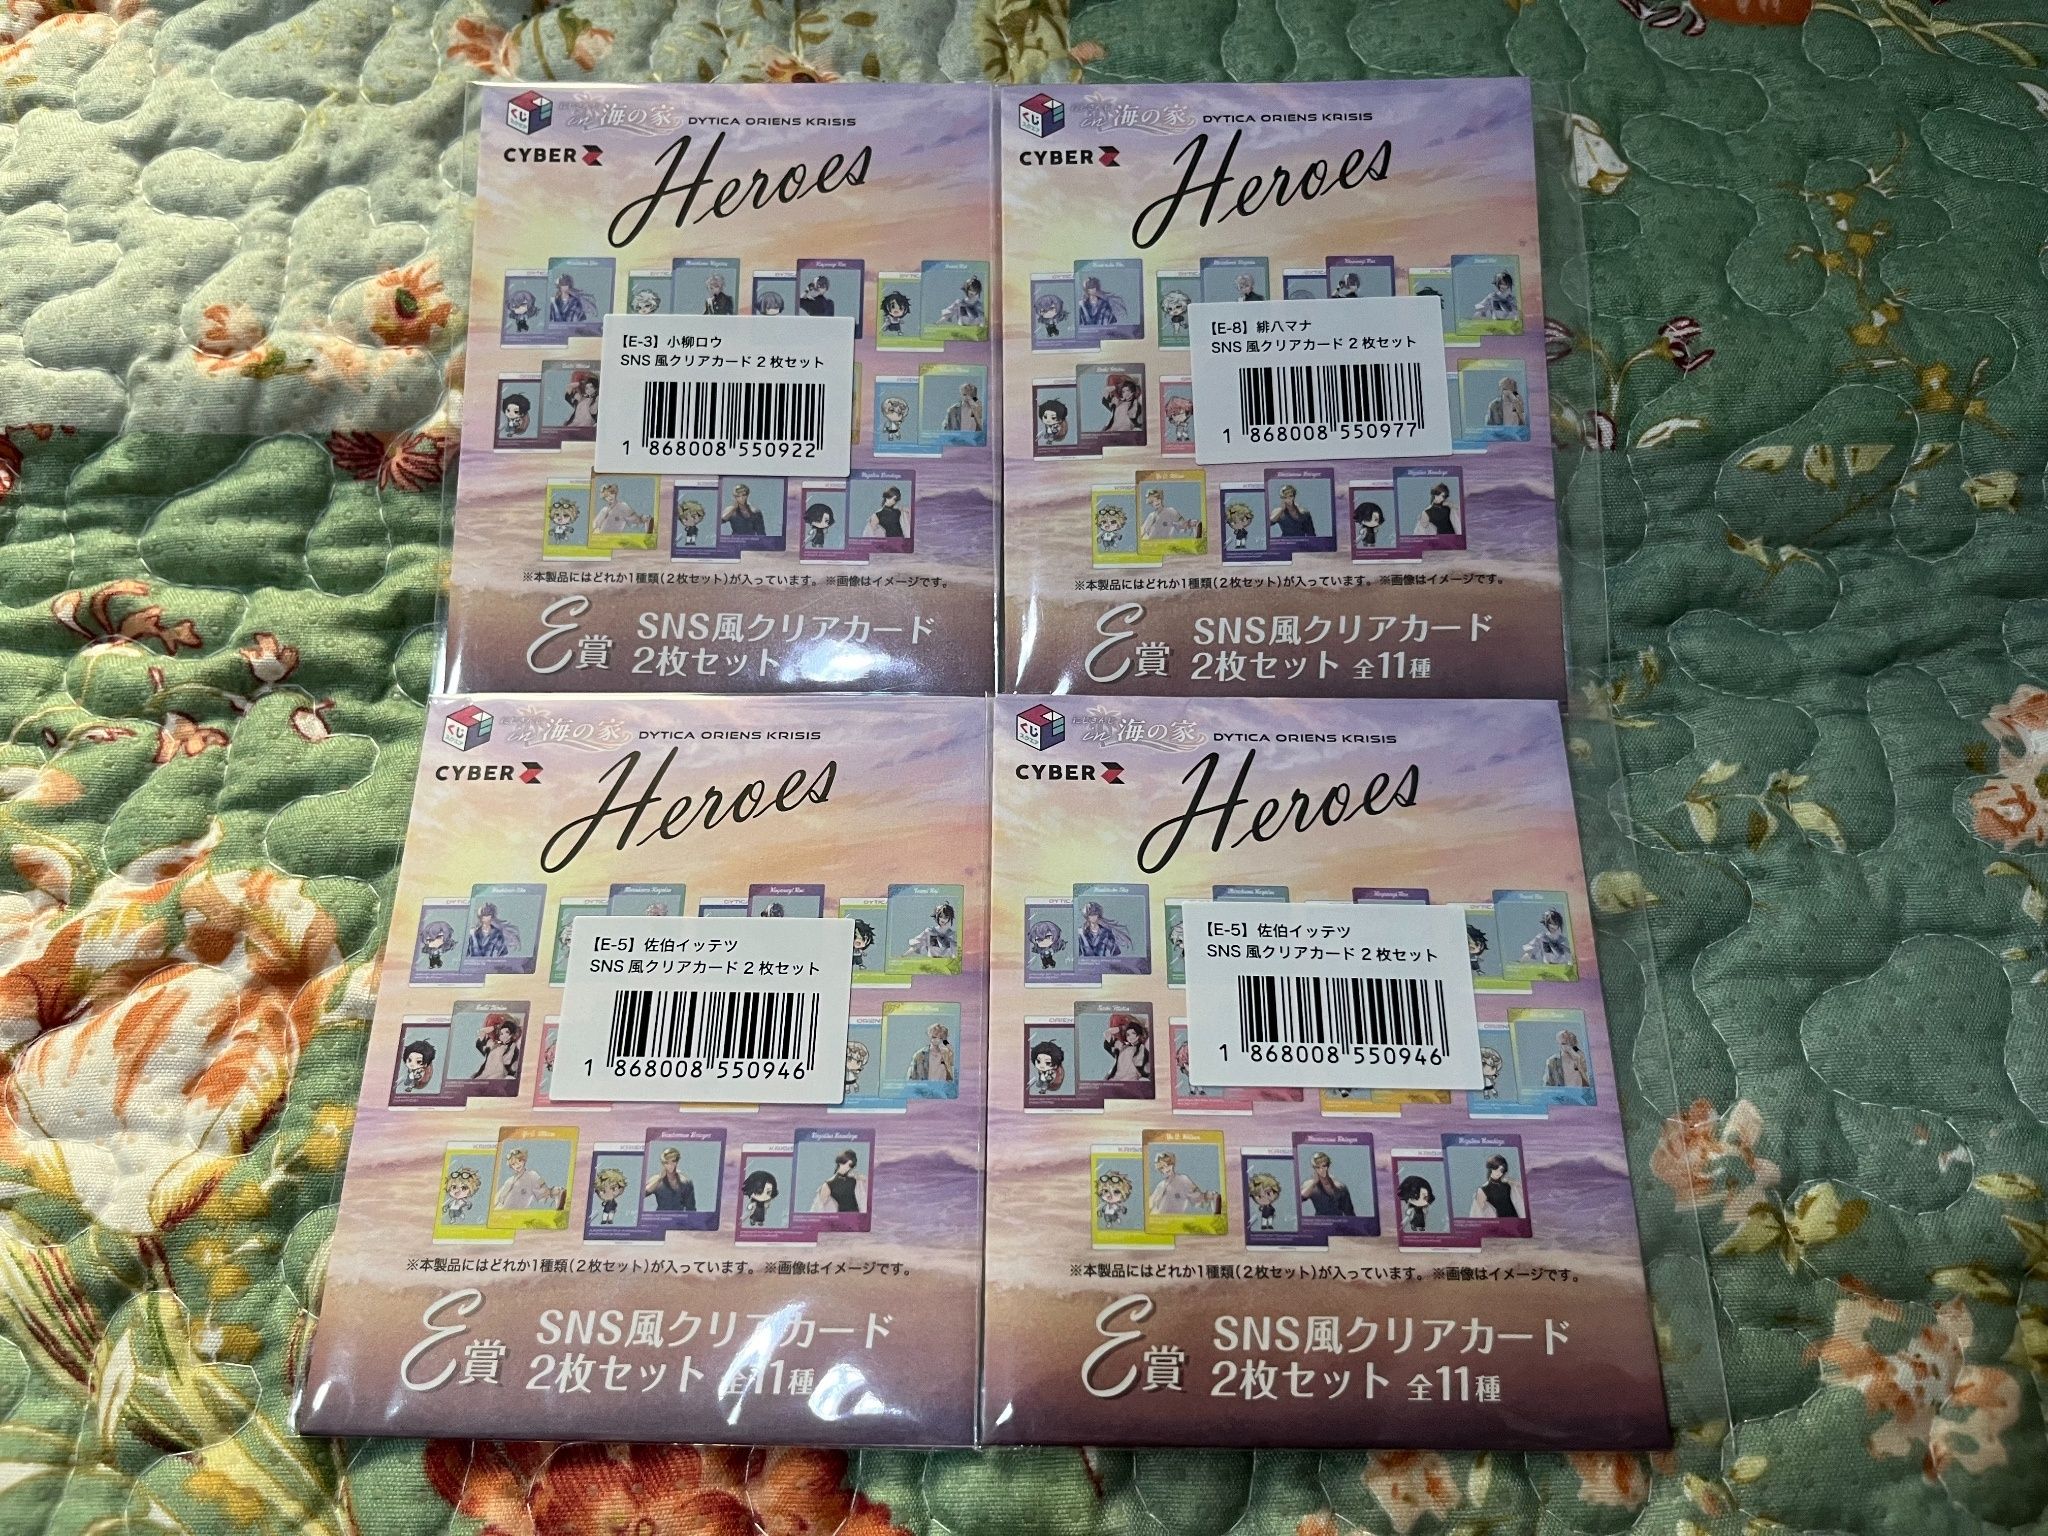 くじ
海の家
DYTICA ORIENS KRISIS
CYBER Z
Heroes
【E-3】小柳ロウ
SNS 風クリアカード 2 枚セット
1 868008 550922
※本製品にはどれか1種類(2枚セット)が入っています。※画像はイメージです。
E賞
SNS風クリアカード
2枚セット
くじ
in 海の家
DYTICA ORIENS KRISIS
CYBER Z
Heroes
【E-8】緋八マナ
SNS 風クリアカード 2 枚セット
1 868008 550977
※本製品にはどれか1種類(2枚セット)が入っています。※画像はイメージです。
E賞
SNS風クリアカード
2枚セット 全11種
くじ
にじさんじ
in 海の家
DYTICA ORIENS KRISIS
CYBER Z
Heroes
【E-5】佐伯イッテツ
SNS 風クリアカード 2 枚セット
1 868008 550946
※本製品にはどれか1種類(2枚セット)が入っています。※画像はイメージです。
E賞
SNS風クリアカード
2枚セット 全11種
くじ
にじさんじ
in 海の家
DYTICA ORIENS KRISIS
CYBER Z
Heroes
【E-5】佐伯イッテツ
SNS 風クリアカード 2 枚セット
1 868008 550946
※本製品にはどれか1種類(2枚セット)が入っています。※画像はイメージです。
E賞
SNS風クリアカード
2枚セット 全11種